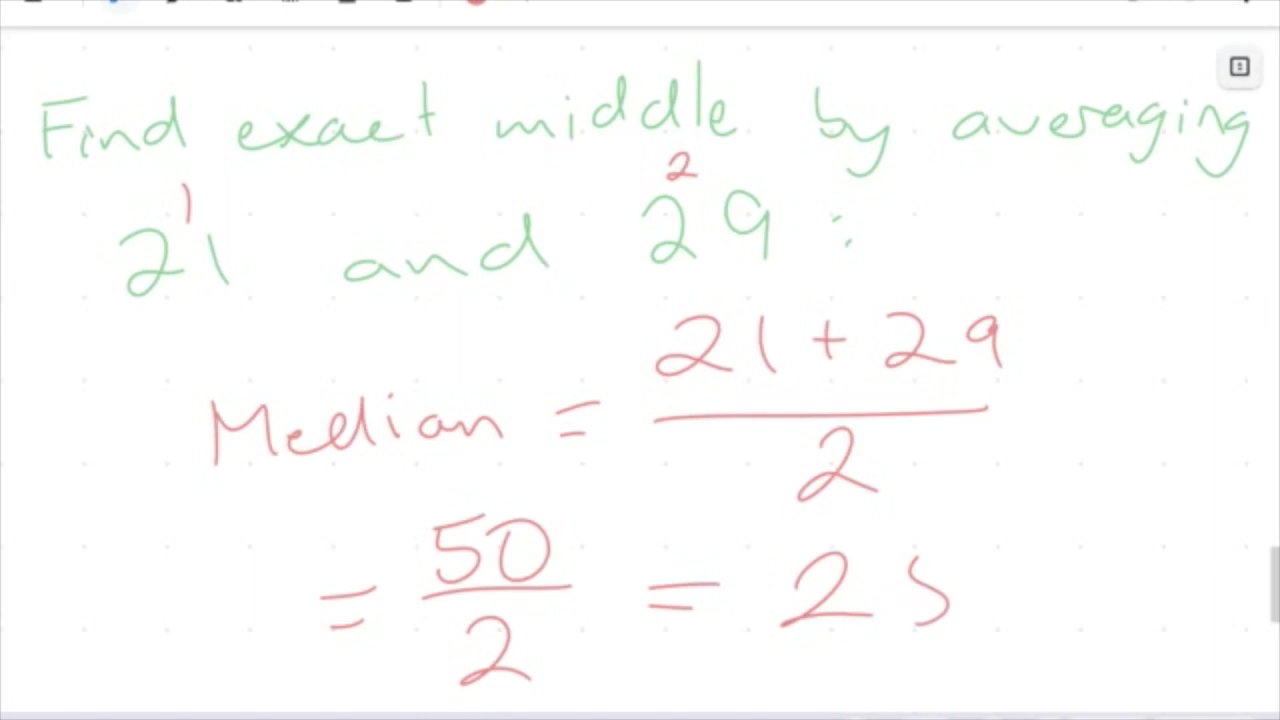 Find exact middle by averaging
1 2
21 and 29 :
21 + 29
Median = ―
2
= 50/2 = 25